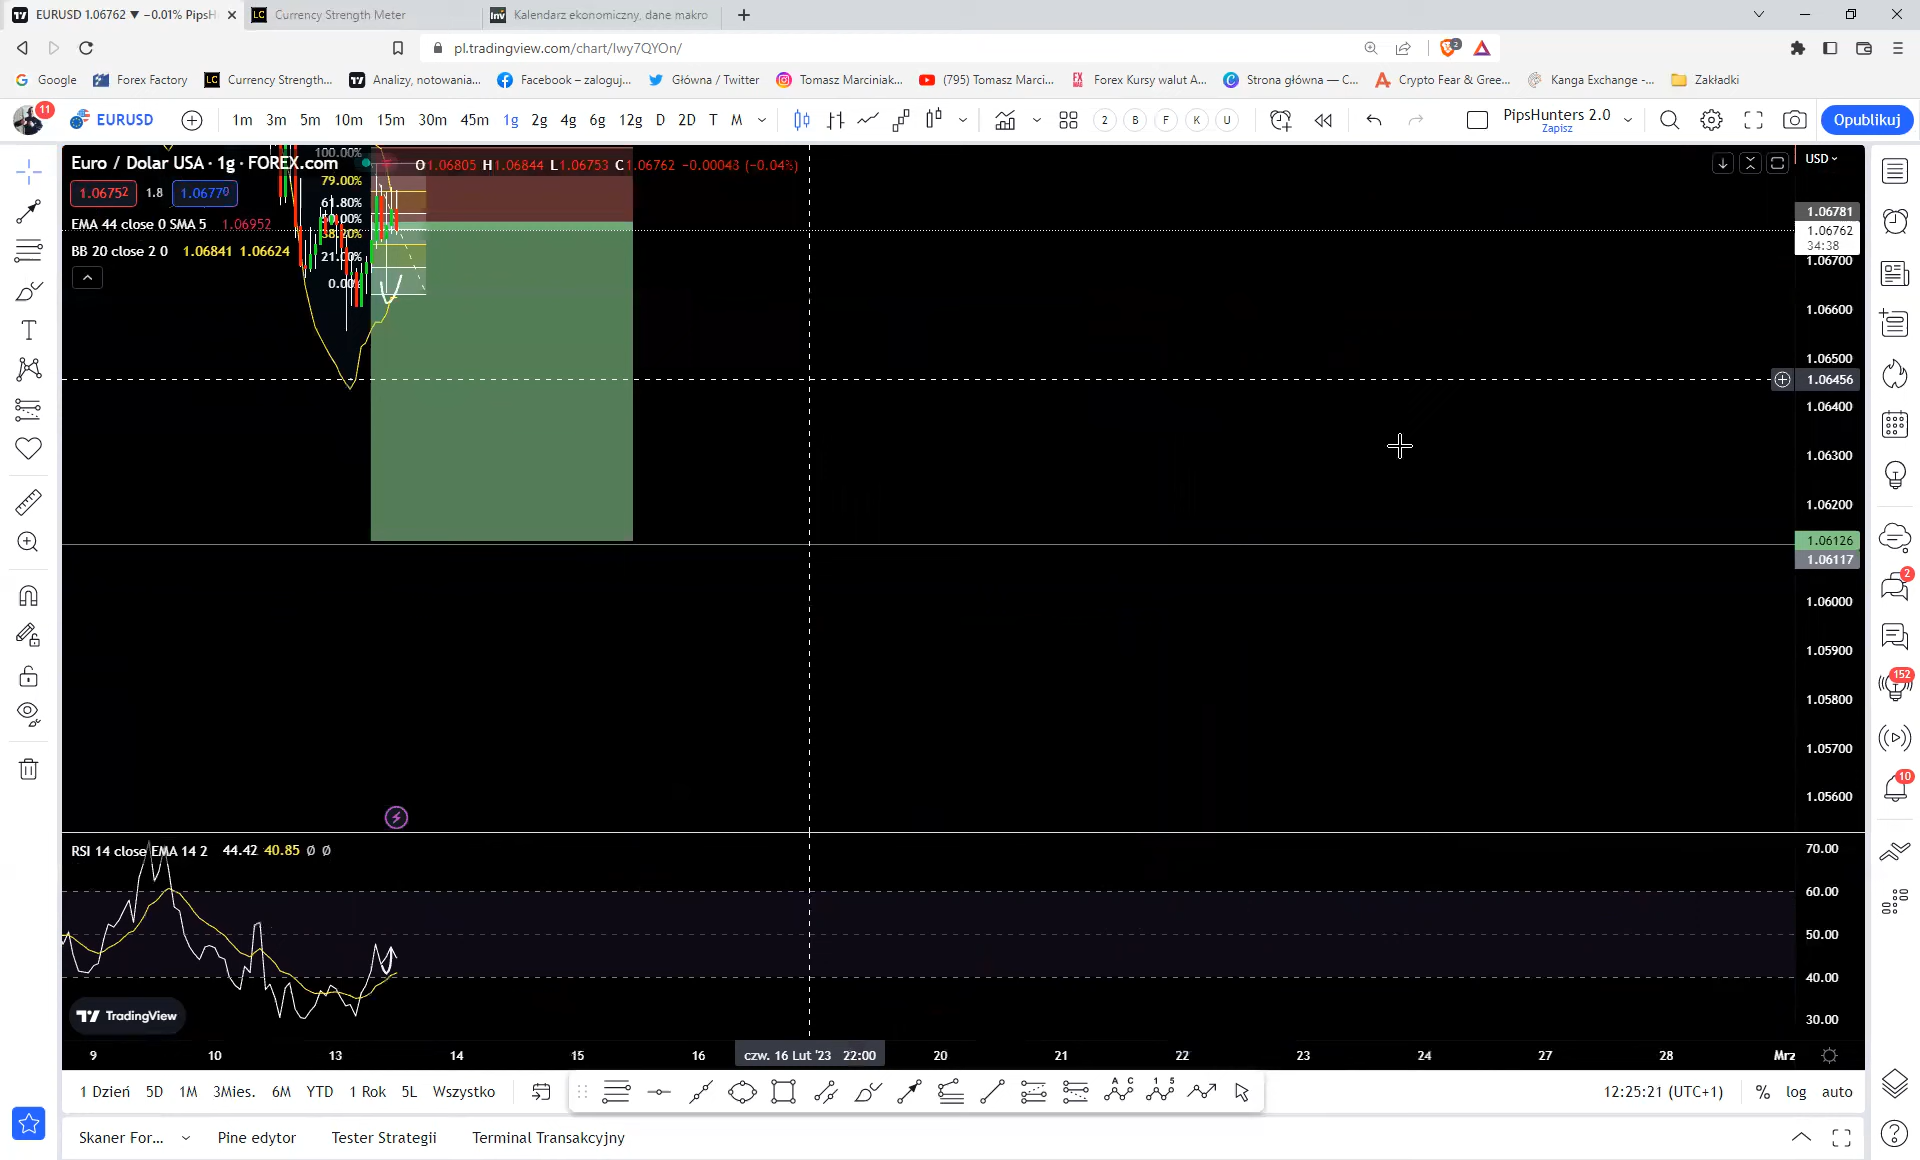 EURUSD 1.06762 ▼ −0.01% PipsH
Currency Strength Meter
Kalendarz ekonomiczny, dane makro
pl.tradingview.com/chart/Iwy7QYOn/
2
Google
Forex Factory
Currency Strength...
Analizy, notowania...
Facebook – zaloguj...
Główna / Twitter
Tomasz Marciniak...
(795) Tomasz Marci...
Forex Kursy walut A...
Strona główna — C...
Crypto Fear & Gree...
Kanga Exchange -...
Zakładki
11
EURUSD
1m 3m 5m 10m 15m 30m 45m 1g 2g 4g 6g 12g D 2D T M
2 B F K U
PipsHunters 2.0
Zapisz
Opublikuj
Euro / Dolar USA · 1g · FOREX.com
O1.06805 H1.06844 L1.06753 C1.06762 −0.00043 (−0.04%)
1.06752 1.8 1.06770
EMA 44 close 0 SMA 5 1.06952
BB 20 close 2 0 1.06841 1.06624
100.00%
79.00%
61.80%
50.00%
38.20%
21.00%
0.00%
USD
1.06781
1.06762
34:38
1.06700
1.06600
1.06500
1.06456
1.06400
1.06300
1.06200
1.06126
1.06117
1.06000
1.05900
1.05800
1.05700
1.05600
RSI 14 close EMA 14 2 44.42 40.85 Ø Ø
70.00
60.00
50.00
40.00
30.00
TradingView
9 10 13 14 15 16 czw. 16 Lut '23 22:00 20 21 22 23 24 27 28 Mrz
1 Dzień 5D 1M 3Mies. 6M YTD 1 Rok 5L Wszystko
12:25:21 (UTC+1) % log auto
Skaner For... Pine edytor Tester Strategii Terminal Transakcyjny
2
152
10